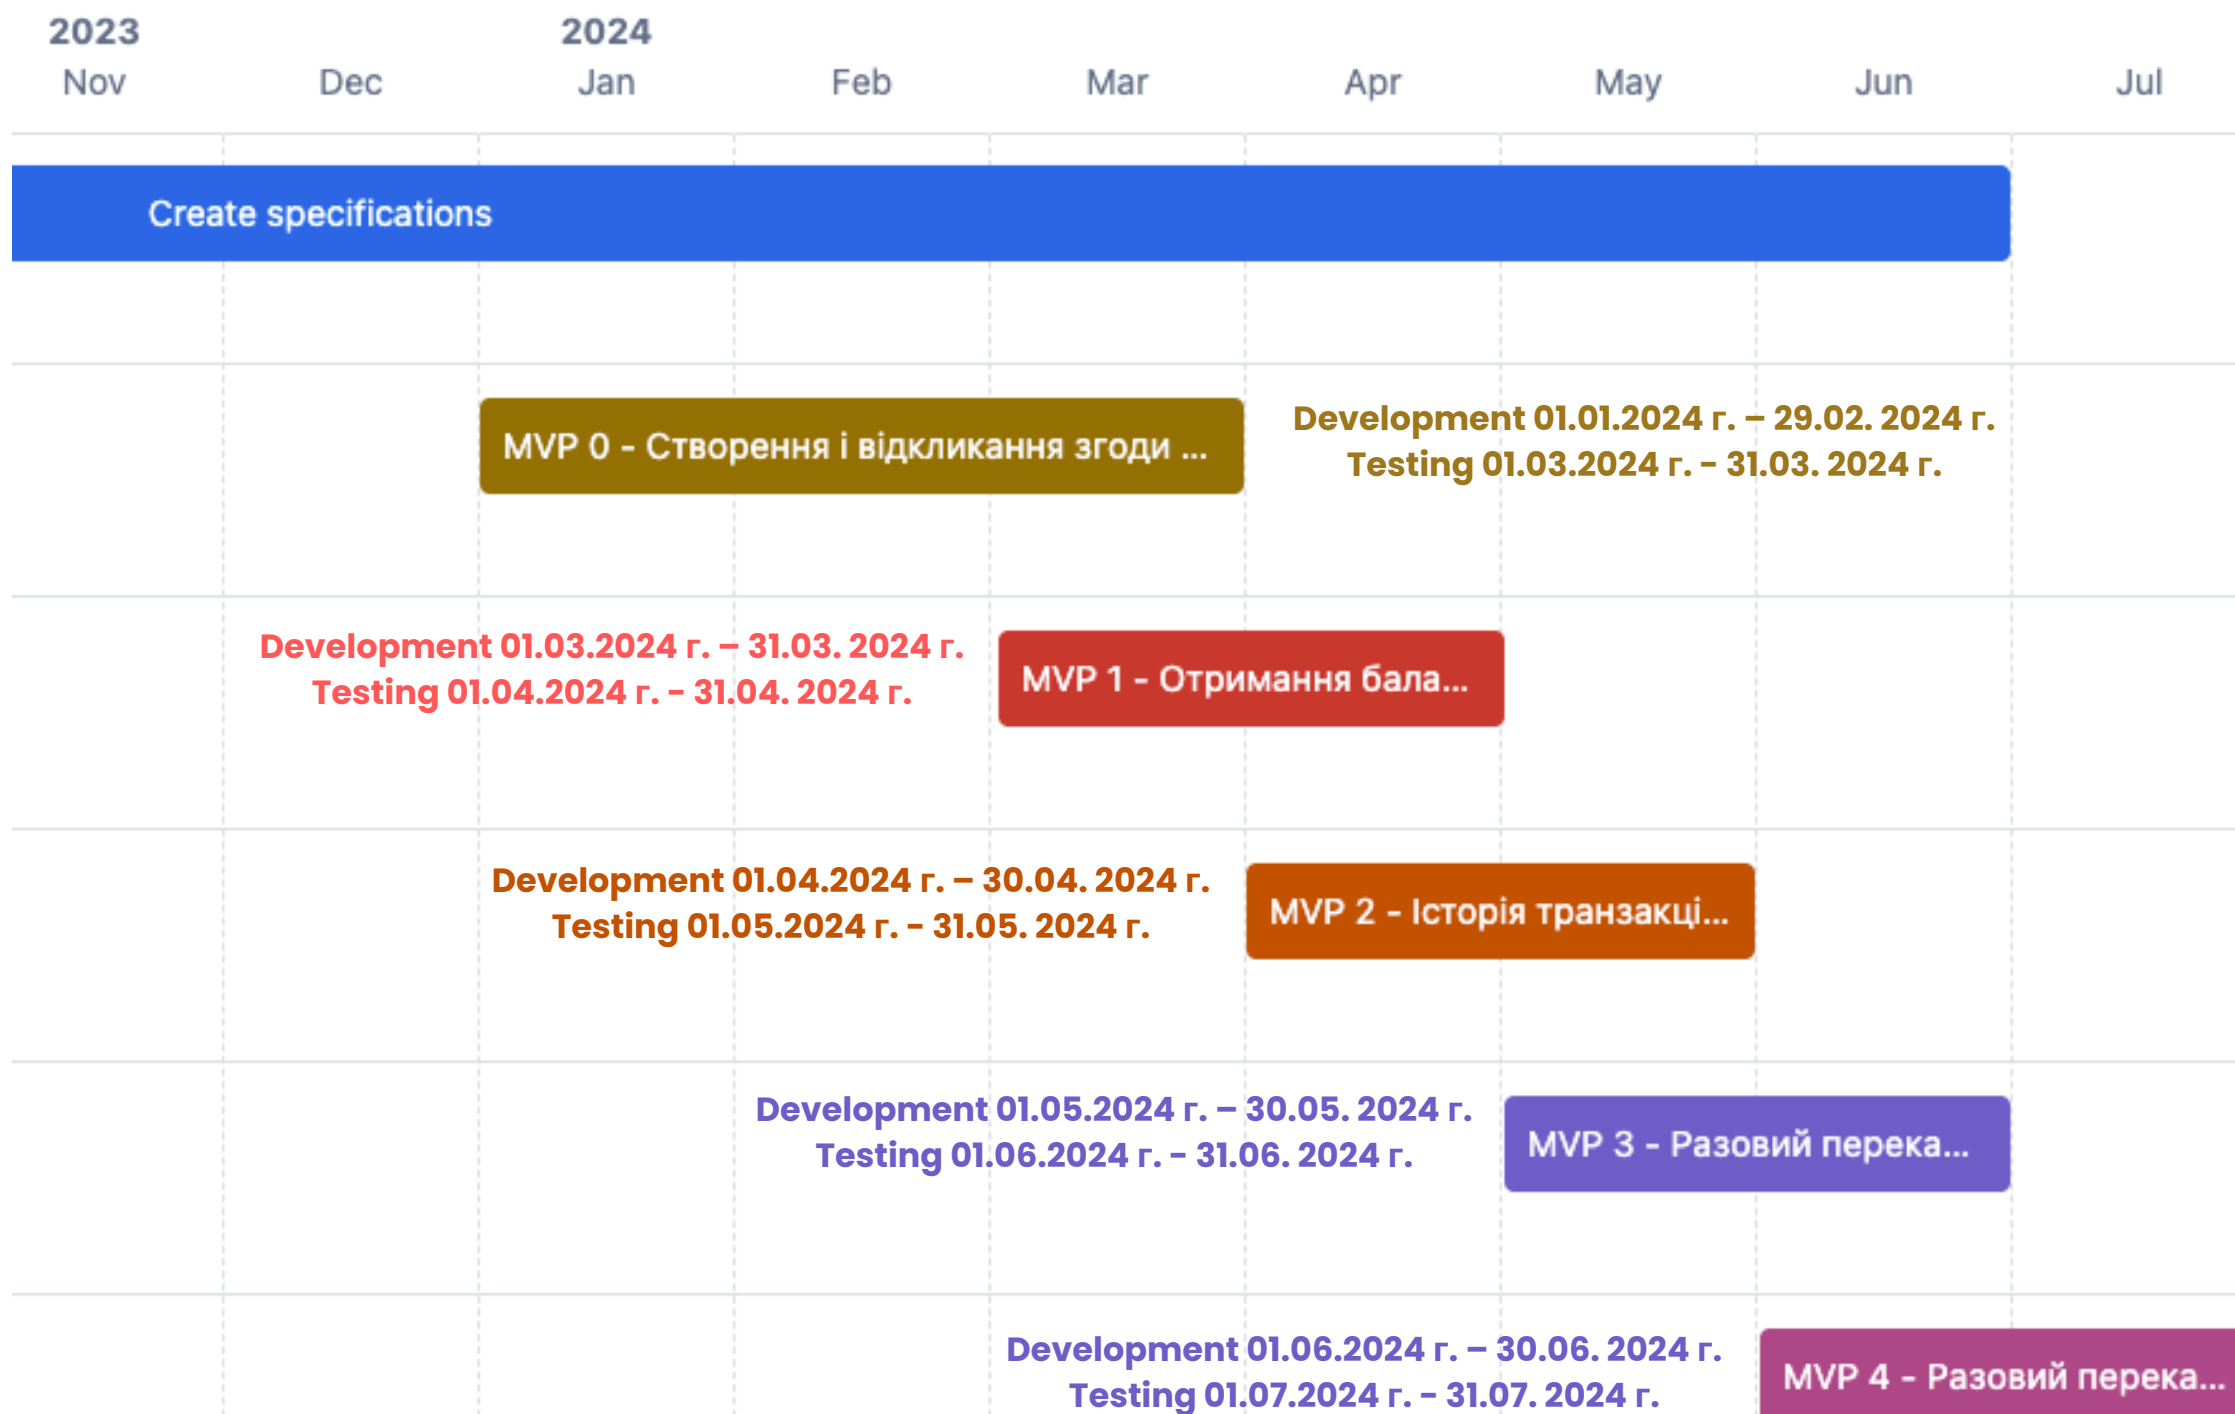 2023 2024
Nov Dec Jan Feb Mar Apr May Jun Jul
Create specifications
MVP 0 - Створення і відкликання згоди ...
Development 01.01.2024 г. – 29.02. 2024 г.
Testing 01.03.2024 г. - 31.03. 2024 г.
Development 01.03.2024 г. – 31.03. 2024 г.
Testing 01.04.2024 г. - 31.04. 2024 г.
MVP 1 - Отримання бала...
Development 01.04.2024 г. – 30.04. 2024 г.
Testing 01.05.2024 г. - 31.05. 2024 г.
MVP 2 - Історія транзакці...
Development 01.05.2024 г. – 30.05. 2024 г.
Testing 01.06.2024 г. - 31.06. 2024 г.
MVP 3 - Разовий перека...
Development 01.06.2024 г. – 30.06. 2024 г.
Testing 01.07.2024 г. - 31.07. 2024 г.
MVP 4 - Разовий перека...